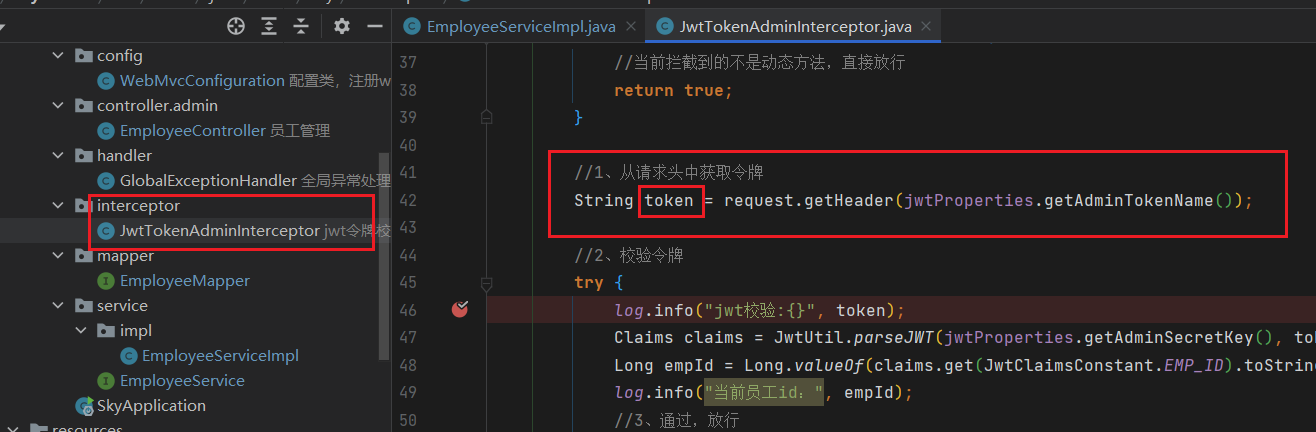 EmployeeServiceImpl.java
JwtTokenAdminInterceptor.java
config
WebMvcConfiguration 配置类，注册w
controller.admin
EmployeeController 员工管理
handler
GlobalExceptionHandler 全局异常处理
interceptor
JwtTokenAdminInterceptor jwt令牌校
mapper
EmployeeMapper
service
impl
EmployeeServiceImpl
EmployeeService
SkyApplication
resources
37 //当前拦截到的不是动态方法，直接放行
38 return true;
39 }
40
41 //1、从请求头中获取令牌
42 String token = request.getHeader(jwtProperties.getAdminTokenName());
43
44 //2、校验令牌
45 try {
46 log.info("jwt校验:{}", token);
47 Claims claims = JwtUtil.parseJWT(jwtProperties.getAdminSecretKey(), tok
48 Long empId = Long.valueOf(claims.get(JwtClaimsConstant.EMP_ID).toString
49 log.info("当前员工id：", empId);
50 //3、通过，放行